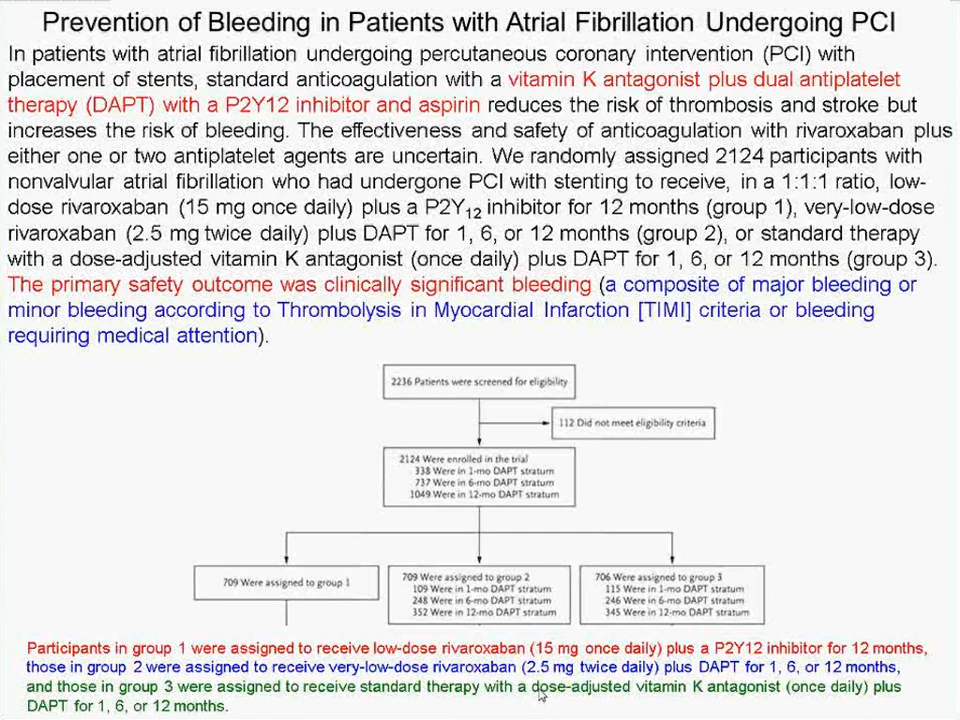 Prevention of Bleeding in Patients with Atrial Fibrillation Undergoing PCI
In patients with atrial fibrillation undergoing percutaneous coronary intervention (PCI) with
placement of stents, standard anticoagulation with a vitamin K antagonist plus dual antiplatelet
therapy (DAPT) with a P2Y12 inhibitor and aspirin reduces the risk of thrombosis and stroke but
increases the risk of bleeding. The effectiveness and safety of anticoagulation with rivaroxaban plus
either one or two antiplatelet agents are uncertain. We randomly assigned 2124 participants with
nonvalvular atrial fibrillation who had undergone PCI with stenting to receive, in a 1:1:1 ratio, low-
dose rivaroxaban (15 mg once daily) plus a P2Y12 inhibitor for 12 months (group 1), very-low-dose
rivaroxaban (2.5 mg twice daily) plus DAPT for 1, 6, or 12 months (group 2), or standard therapy
with a dose-adjusted vitamin K antagonist (once daily) plus DAPT for 1, 6, or 12 months (group 3).
The primary safety outcome was clinically significant bleeding (a composite of major bleeding or
minor bleeding according to Thrombolysis in Myocardial Infarction [TIMI] criteria or bleeding
requiring medical attention).
2236 Patients were screened for eligibility
112 Did not meet eligibility criteria
2124 Were enrolled in the trial
338 Were in 1-mo DAPT stratum
737 Were in 6-mo DAPT stratum
1049 Were in 12-mo DAPT stratum
709 Were assigned to group 1
709 Were assigned to group 2
109 Were in 1-mo DAPT stratum
248 Were in 6-mo DAPT stratum
352 Were in 12-mo DAPT stratum
706 Were assigned to group 3
115 Were in 1-mo DAPT stratum
246 Were in 6-mo DAPT stratum
345 Were in 12-mo DAPT stratum
Participants in group 1 were assigned to receive low-dose rivaroxaban (15 mg once daily) plus a P2Y12 inhibitor for 12 months,
those in group 2 were assigned to receive very-low-dose rivaroxaban (2.5 mg twice daily) plus DAPT for 1, 6, or 12 months,
and those in group 3 were assigned to receive standard therapy with a dose-adjusted vitamin K antagonist (once daily) plus
DAPT for 1, 6, or 12 months.